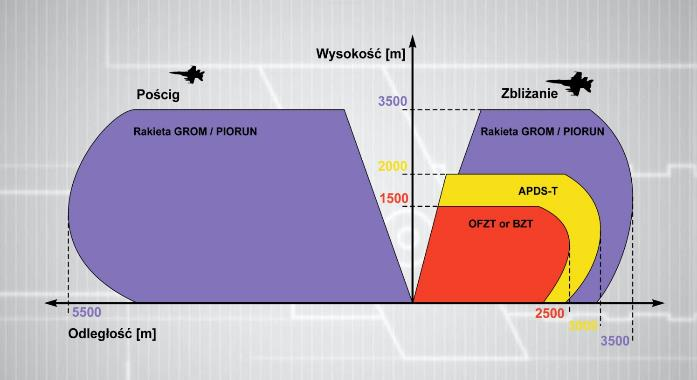 Wysokość [m]
Pościg
Zbliżanie
3500
Rakieta GROM / PIORUN
Rakieta GROM / PIORUN
2000
APDS-T
1500
OFZT or BZT
5500
2500
3000
3500
Odległość [m]